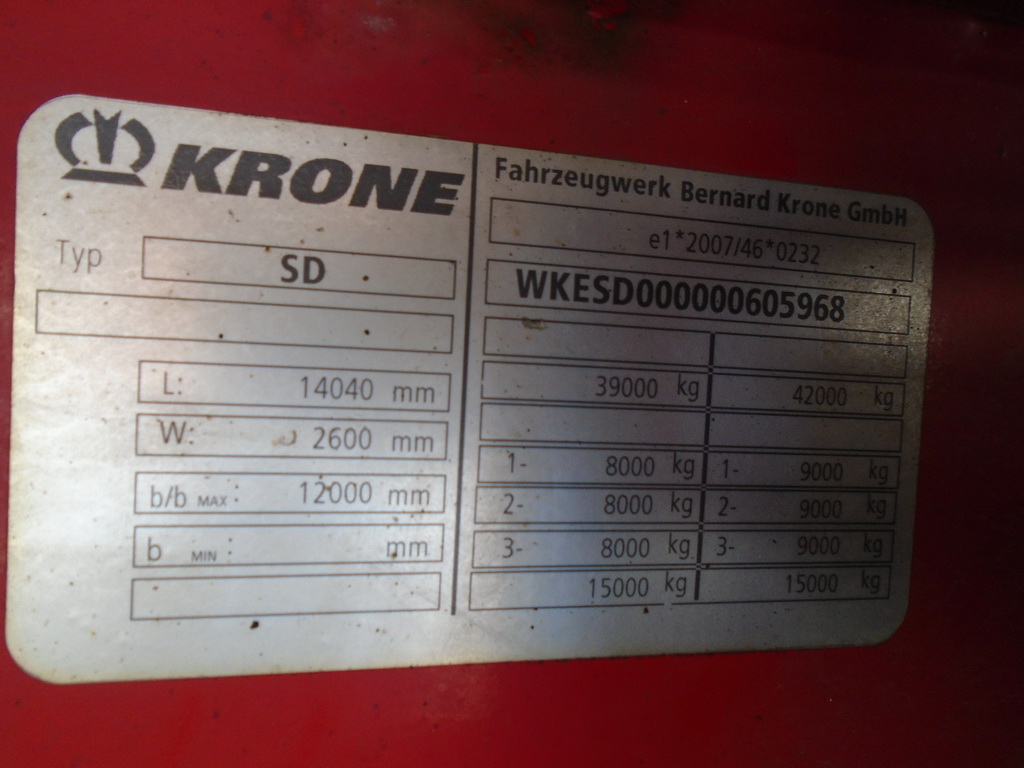 KRONE
Typ SD
L: 14040 mm
W: 2600 mm
b/b MAX : 12000 mm
b MIN : mm
Fahrzeugwerk Bernard Krone GmbH
e1*2007/46*0232
WKESD000000605968
39000 kg 42000 kg
1- 8000 kg 1- 9000 kg
2- 8000 kg 2- 9000 kg
3- 8000 kg 3- 9000 kg
15000 kg 15000 kg